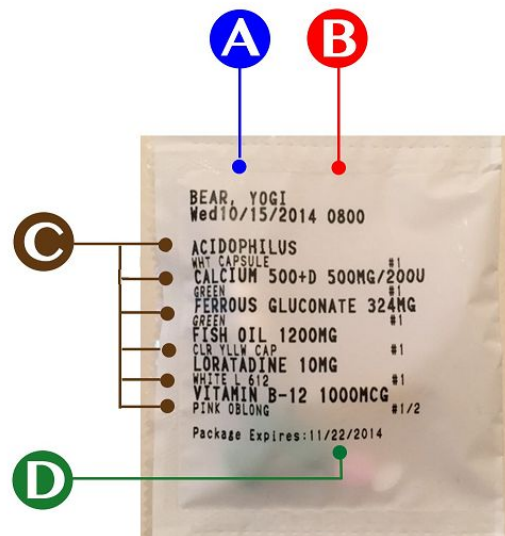 A B
BEAR, YOGI
Wed10/15/2014 0800
C
ACIDOPHILUS
WHT CAPSULE #1
CALCIUM 500+D 500MG/200U
GREEN #1
FERROUS GLUCONATE 324MG
GREEN #1
FISH OIL 1200MG
CLR YLLW CAP #1
LORATADINE 10MG
WHITE L 612 #1
VITAMIN B-12 1000MCG
PINK OBLONG #1/2
Package Expires:11/22/2014
D